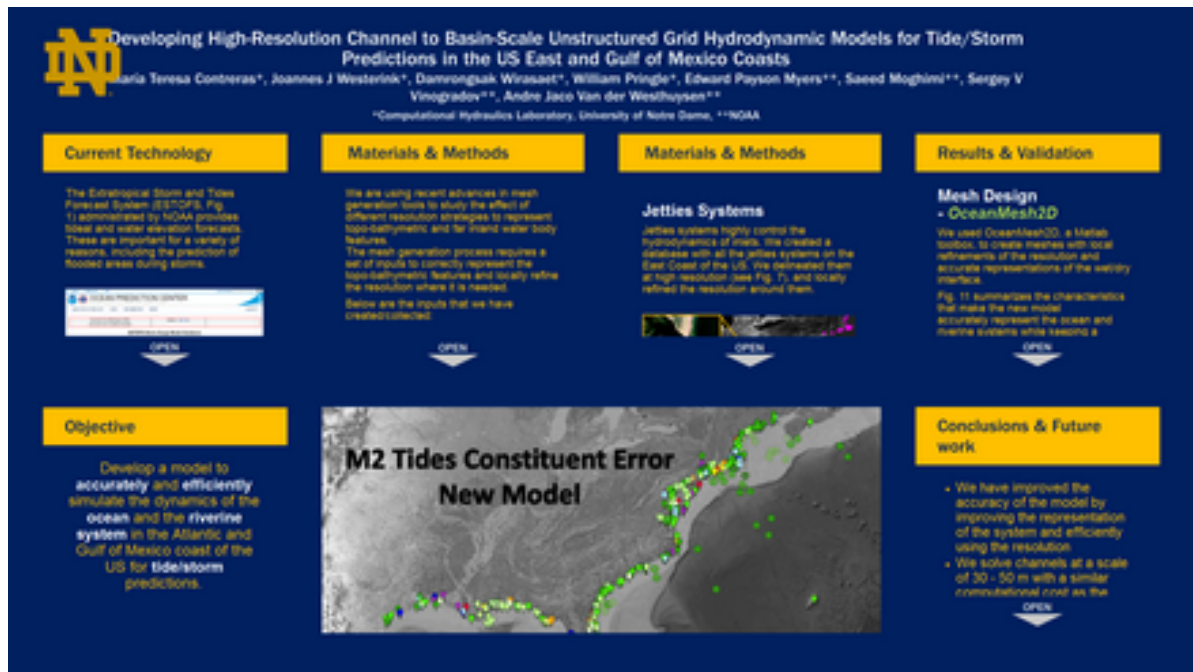 Developing High-Resolution Channel to Basin-Scale Unstructured Grid Hydrodynamic Models for Tide/Storm
Predictions in the US East and Gulf of Mexico Coasts
María Teresa Contreras*, Joannes J Westerink*, Damrongsak Wirasaet*, William Pringle*, Edward Payson Myers**, Saeed Moghimi**, Sergey V
Vinogradov**, Andre Jaco Van der Westhuysen**
*Computational Hydraulics Laboratory, University of Notre Dame, **NOAA
Current Technology
The Extratropical Storm and Tides
Forecast System (ESTOFS, Fig.
1) administrated by NOAA provides
tideal and water elevation forecasts.
These are important for a variety of
reasons, including the prediction of
flooded areas during storms.
OCEAN PREDICTION CENTER
OPEN
Objective
Develop a model to
accurately and efficiently
simulate the dynamics of the
ocean and the riverine
system in the Atlantic and
Gulf of Mexico coast of the
US for tide/storm
predictions.
Materials & Methods
We are using recent advances in mesh
generation tools to study the effect of
different resolution strategies to represent
topo-bathymetric and far inland water body
features.
The mesh generation process requires a
set of inputs to correctly represent the
topo-bathymetric features and locally refine
the resolution where it is needed.
Below are the inputs that we have
created/collected:
OPEN
Materials & Methods
Jetties Systems
Jetties systems highly control the
hydrodynamics of inlets. We created a
database with all the jetties systems on the
East Coast of the US. We delineated them
at high resolution (see Fig. 7), and locally
refined the resolution around them.
OPEN
M2 Tides Constituent Error
New Model
Results & Validation
Mesh Design
- OceanMesh2D
We used OceanMesh2D, a Matlab
toolbox, to create meshes with local
refinements of the resolution and
accurate representations of the wet/dry
interface.
Fig. 11 summarizes the characteristics
that make the new model
accurately represent the ocean and
riverine systems while keeping a
OPEN
Conclusions & Future
work
• We have improved the
accuracy of the model by
improving the representation
of the system and efficiently
using the resolution
• We solve channels at a scale
of 30 - 50 m with a similar
computational cost as the
OPEN